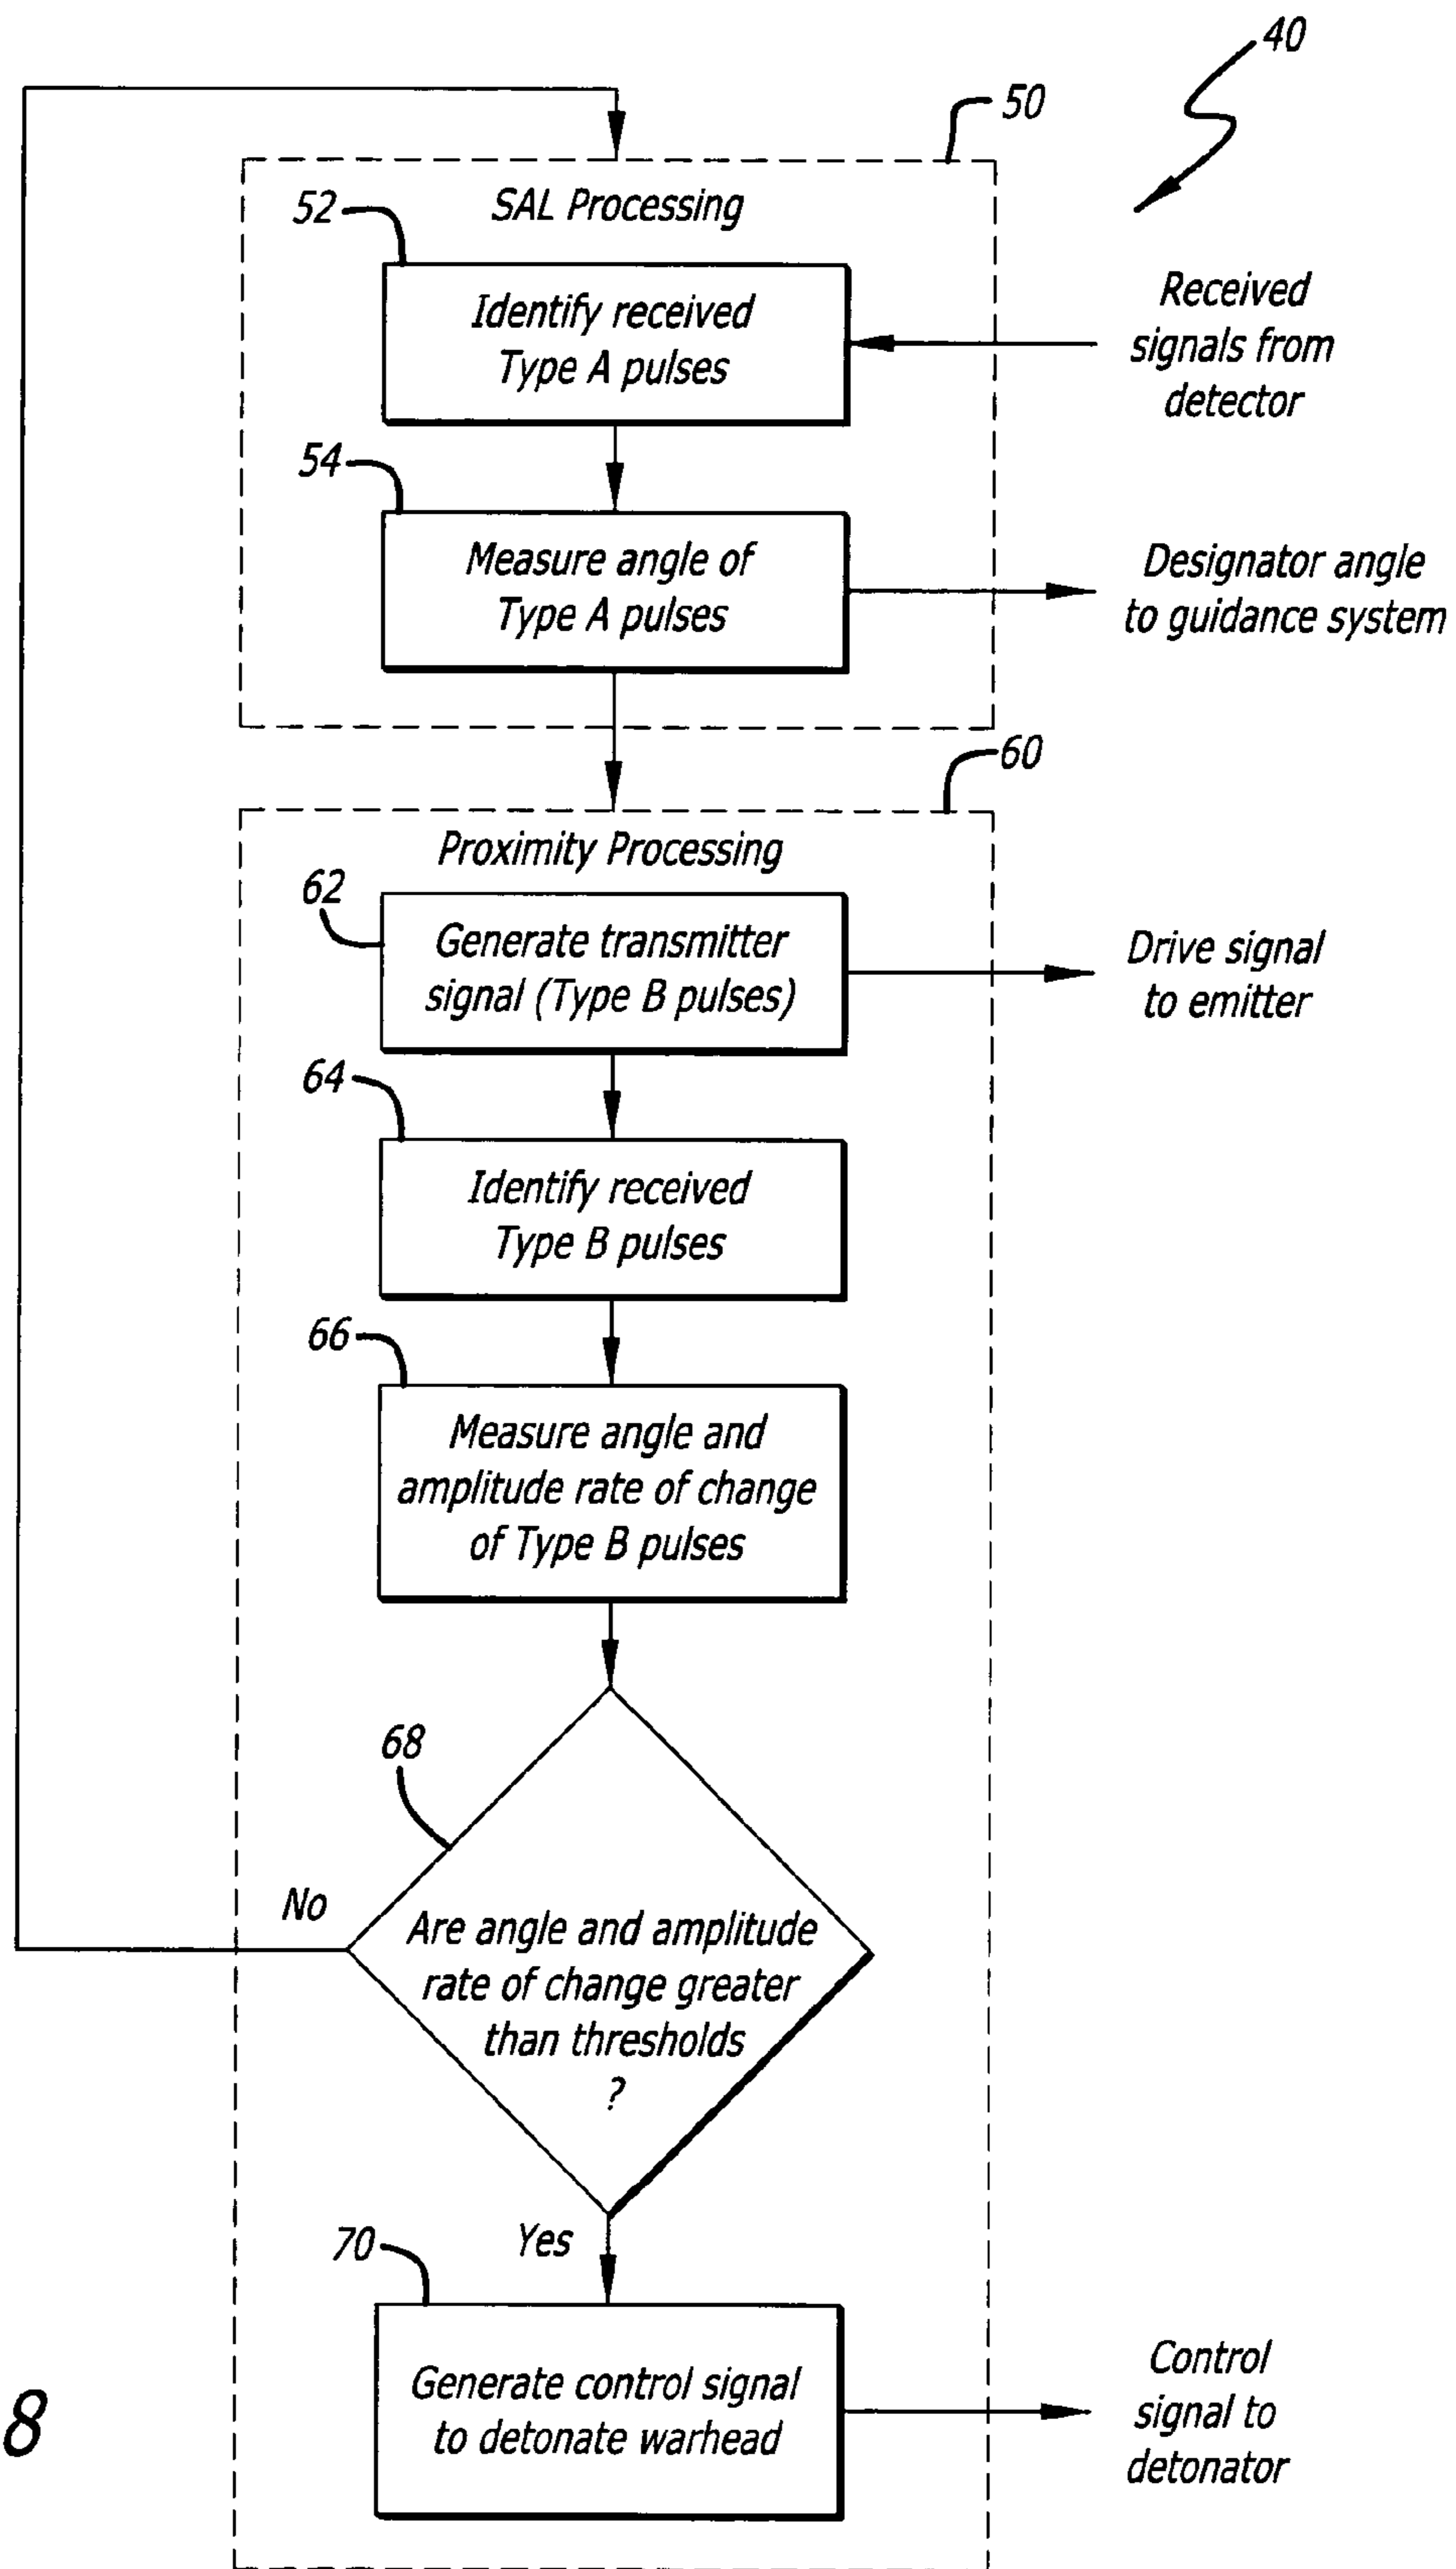 40
50
SAL Processing
52
Identify received
Type A pulses
Received
signals from
detector
54
Measure angle of
Type A pulses
Designator angle
to guidance system
60
Proximity Processing
62
Generate transmitter
signal (Type B pulses)
Drive signal
to emitter
64
Identify received
Type B pulses
66
Measure angle and
amplitude rate of change
of Type B pulses
68
No
Are angle and amplitude
rate of change greater
than thresholds
?
Yes
70
Generate control signal
to detonate warhead
Control
signal to
detonator
8